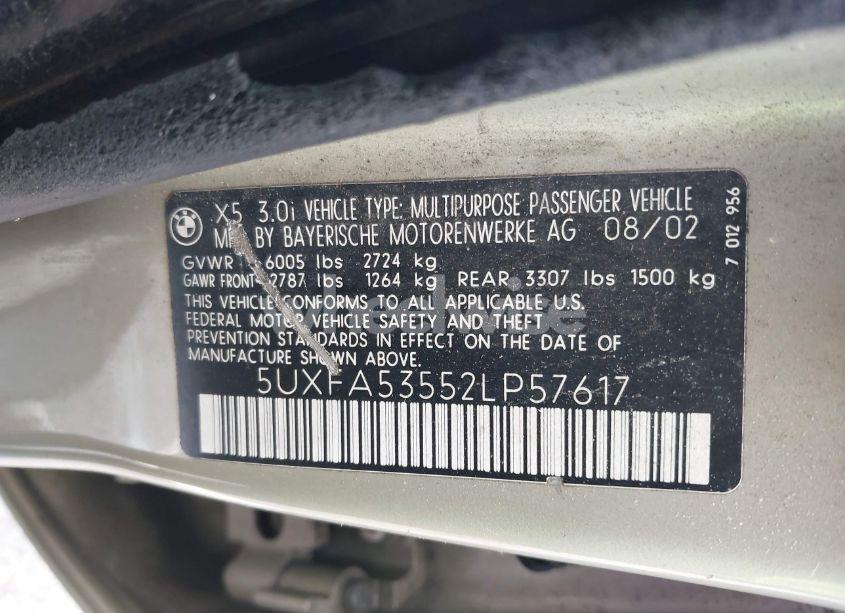 X5 3.0i VEHICLE TYPE: MULTIPURPOSE PASSENGER VEHICLE
BY BAYERISCHE MOTORENWERKE AG 08/02
GVWR 6005 lbs 2724 kg
GAWR FRONT 2787 lbs 1264 kg REAR 3307 lbs 1500 kg
THIS VEHICLE CONFORMS TO ALL APPLICABLE U.S.
FEDERAL MOTOR VEHICLE SAFETY AND THEFT
PREVENTION STANDARDS IN EFFECT ON THE DATE OF
MANUFACTURE SHOWN ABOVE.
5UXFA53552LP57617
7 012 956
BMW